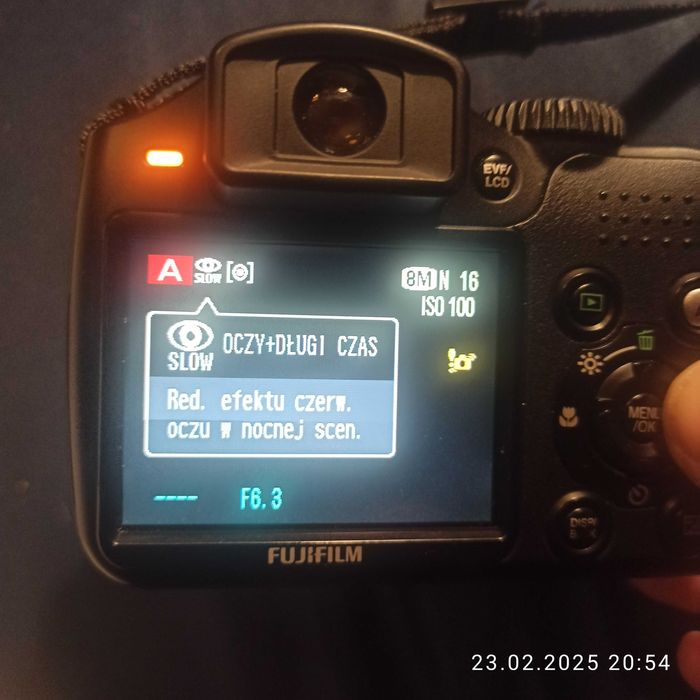 EVF/
LCD
A SLOW
8M N 16
ISO 100
SLOW OCZY+DŁUGI CZAS
Red. efektu czerw.
oczu w nocnej scen.
---- F6.3
MENU
/OK
DISP/
FUJIFILM
23.02.2025 20:54